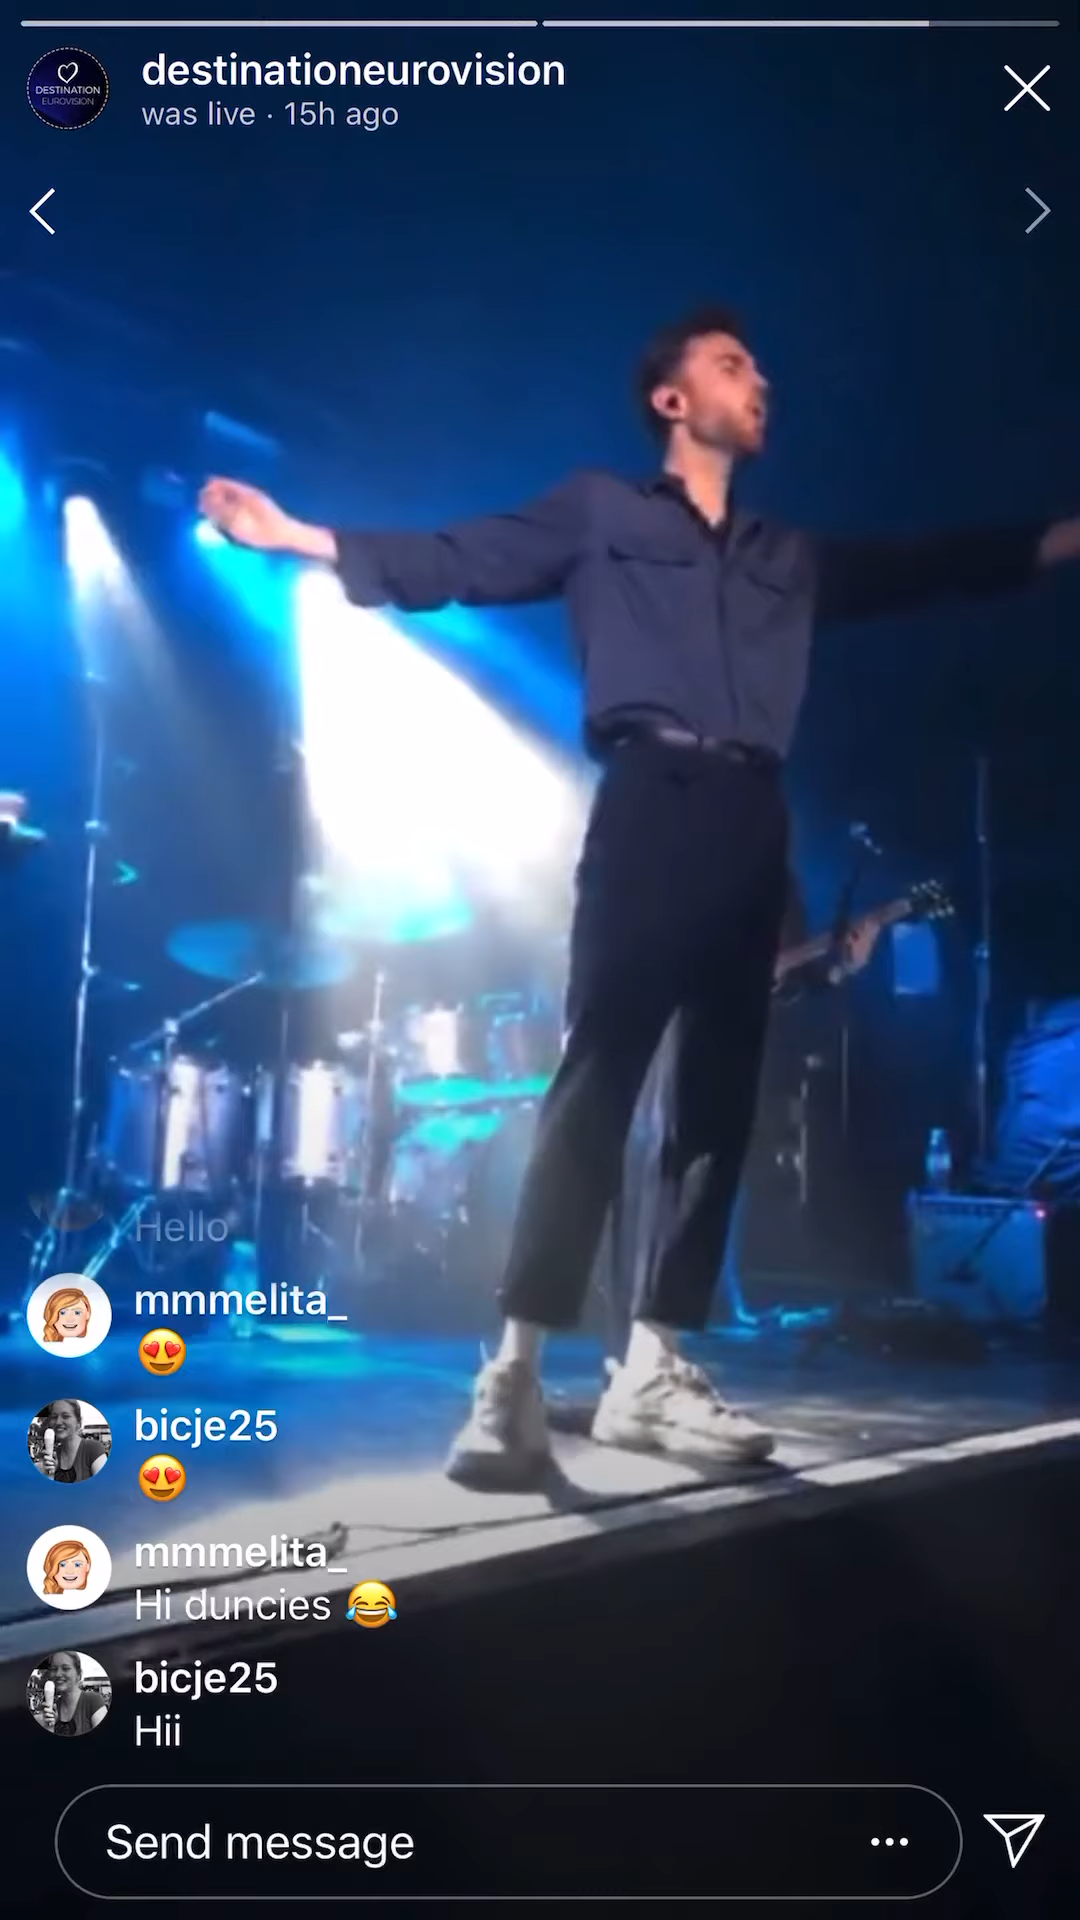 destinationeurovision
was live · 15h ago
DESTINATION
EUROVISION
Hello
mmmelita_
😍
bicje25
😍
mmmelita_
Hi duncies 😂
bicje25
Hii
Send message